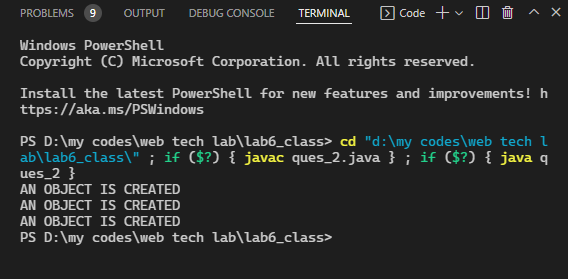 PROBLEMS 9 OUTPUT DEBUG CONSOLE TERMINAL Code
Windows PowerShell
Copyright (C) Microsoft Corporation. All rights reserved.
Install the latest PowerShell for new features and improvements! h
ttps://aka.ms/PSWindows
PS D:\my codes\web tech lab\lab6_class> cd "d:\my codes\web tech l
ab\lab6_class\" ; if ($?) { javac ques_2.java } ; if ($?) { java q
ues_2 }
AN OBJECT IS CREATED
AN OBJECT IS CREATED
AN OBJECT IS CREATED
PS D:\my codes\web tech lab\lab6_class>